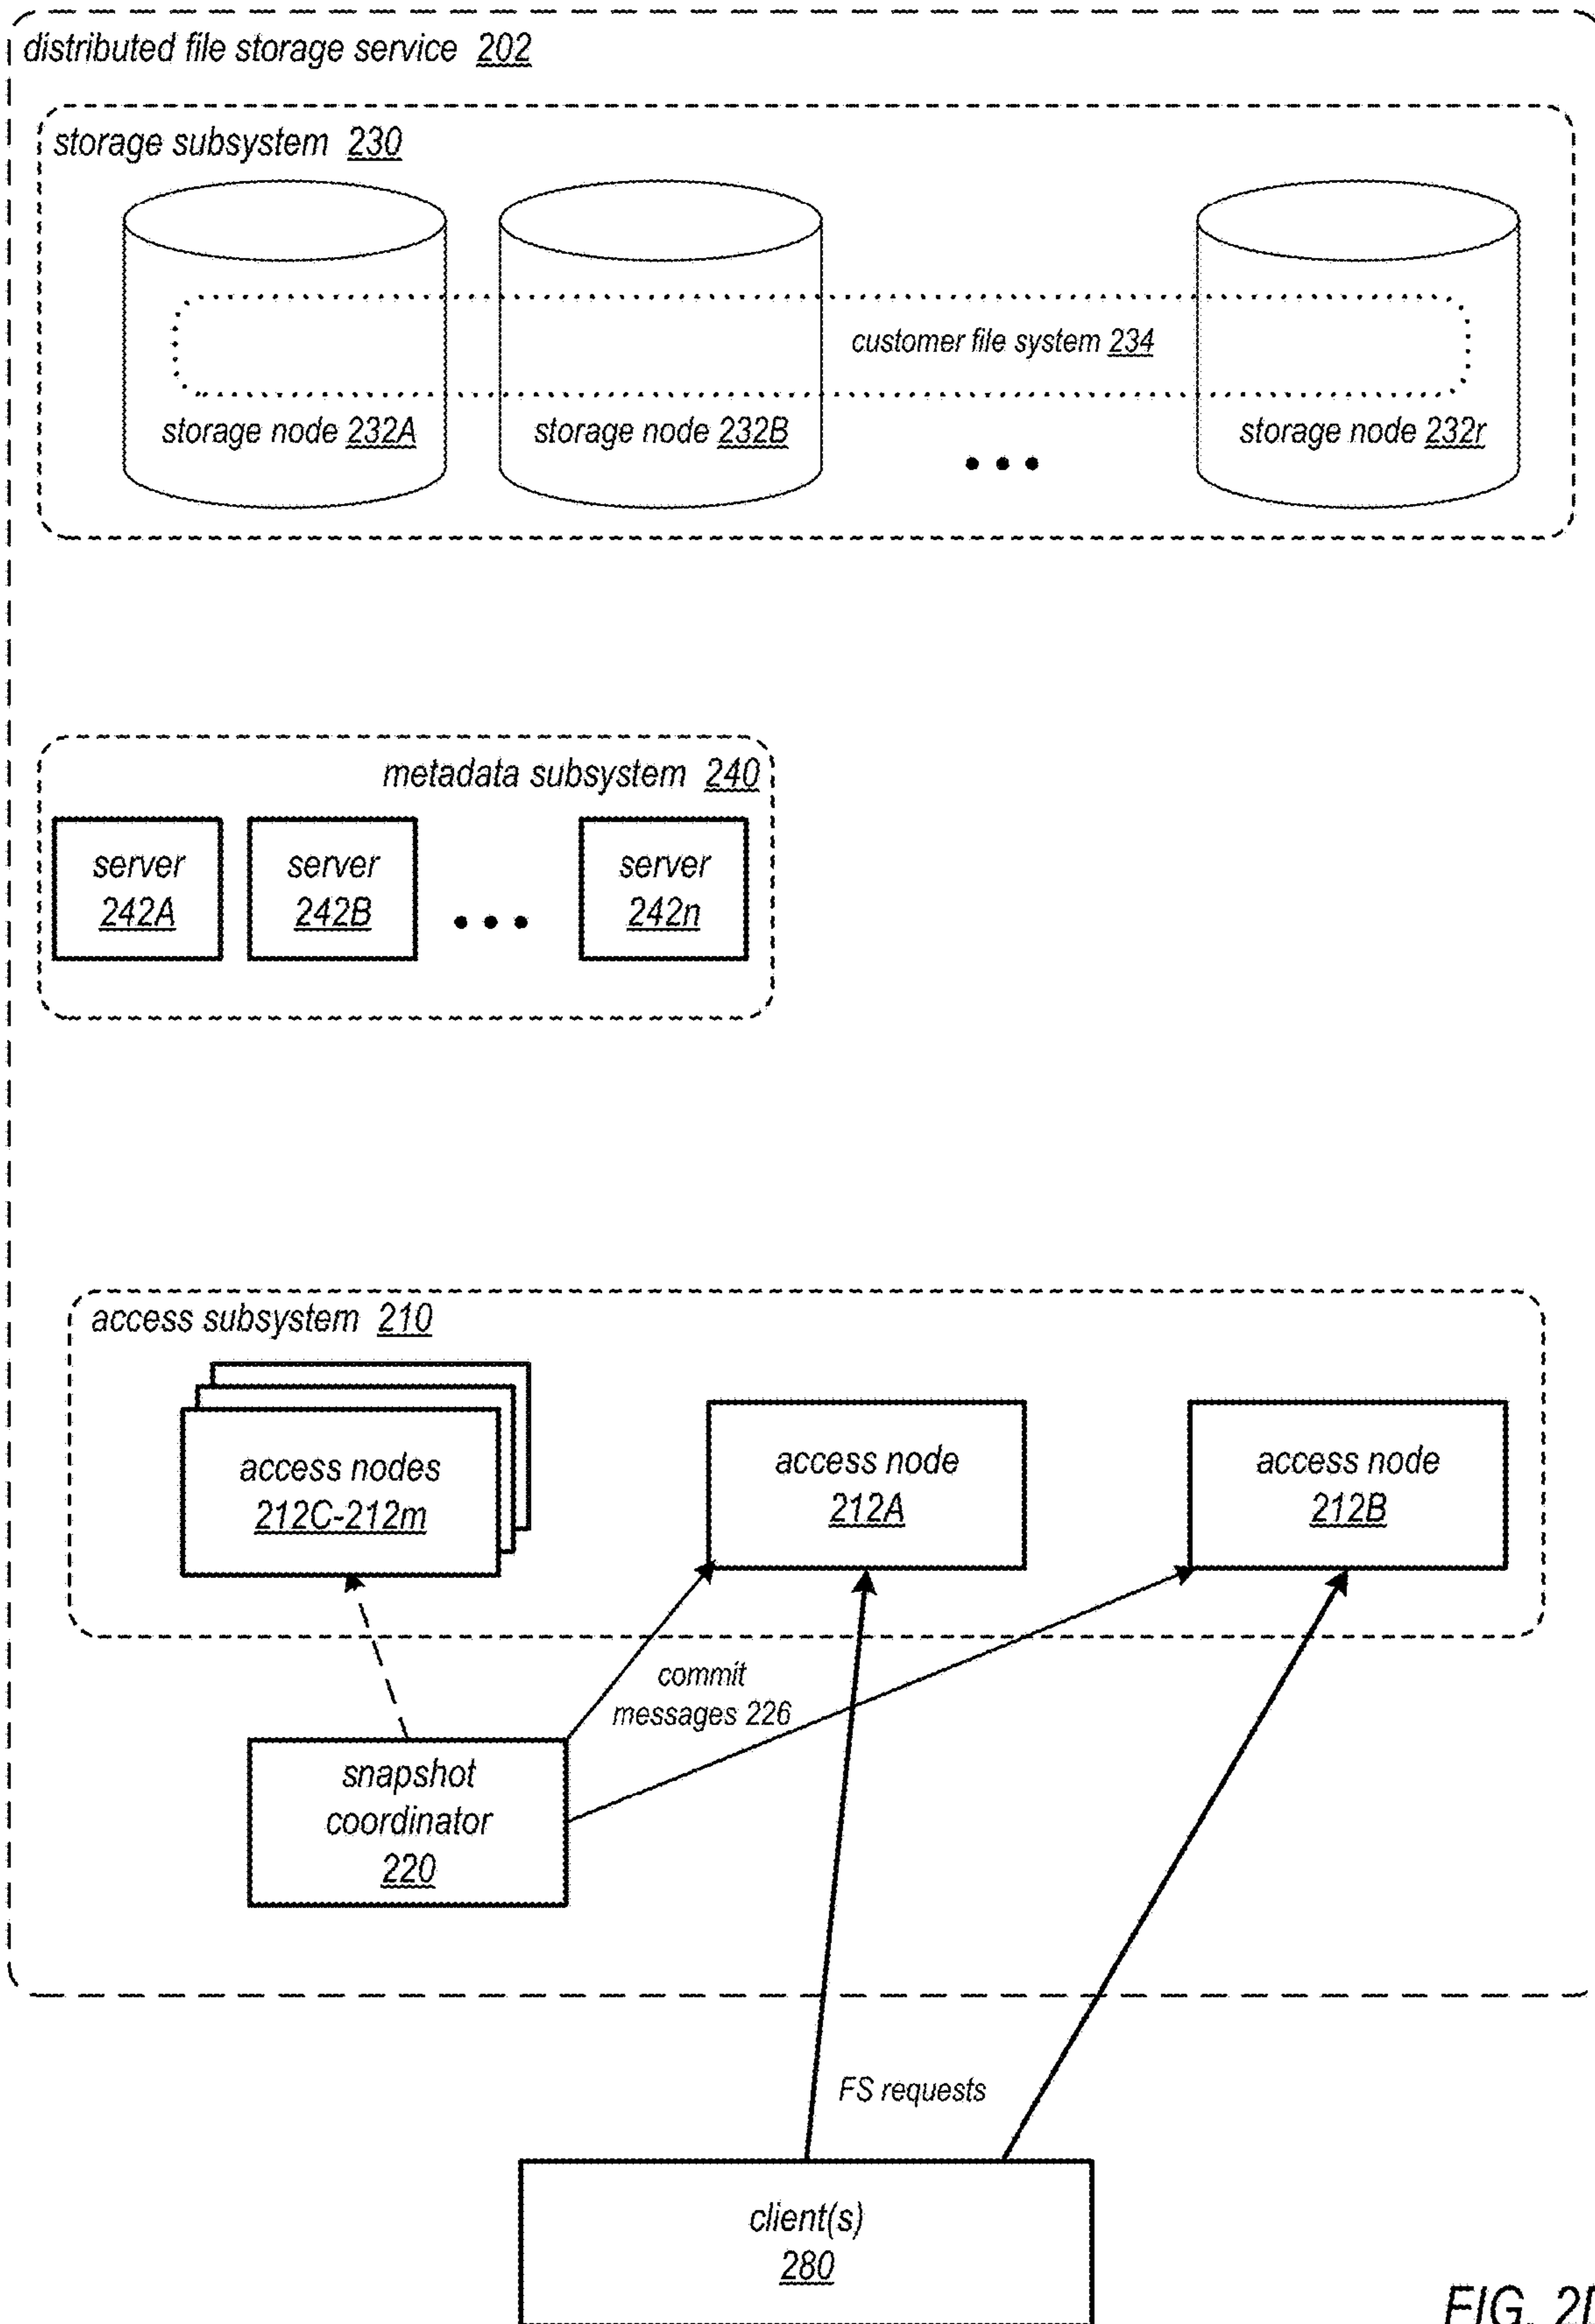 distributed file storage service 202
storage subsystem 230
customer file system 234
storage node 232A
storage node 232B
storage node 232r
metadata subsystem 240
server
242A
server
242B
server
242n
access subsystem 210
access nodes
212C-212m
access node
212A
access node
212B
commit
messages 226
snapshot
coordinator
220
FS requests
client(s)
280
FIG.